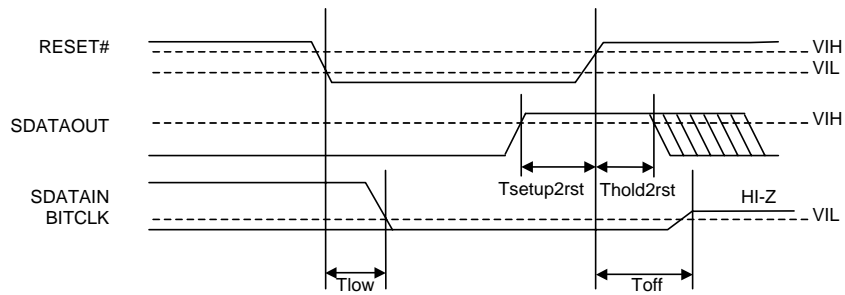 RESET#
VIH
VIL
SDATAOUT
VIH
Tsetup2rst
Thold2rst
SDATAIN
BITCLK
HI-Z
VIL
Tlow
Toff